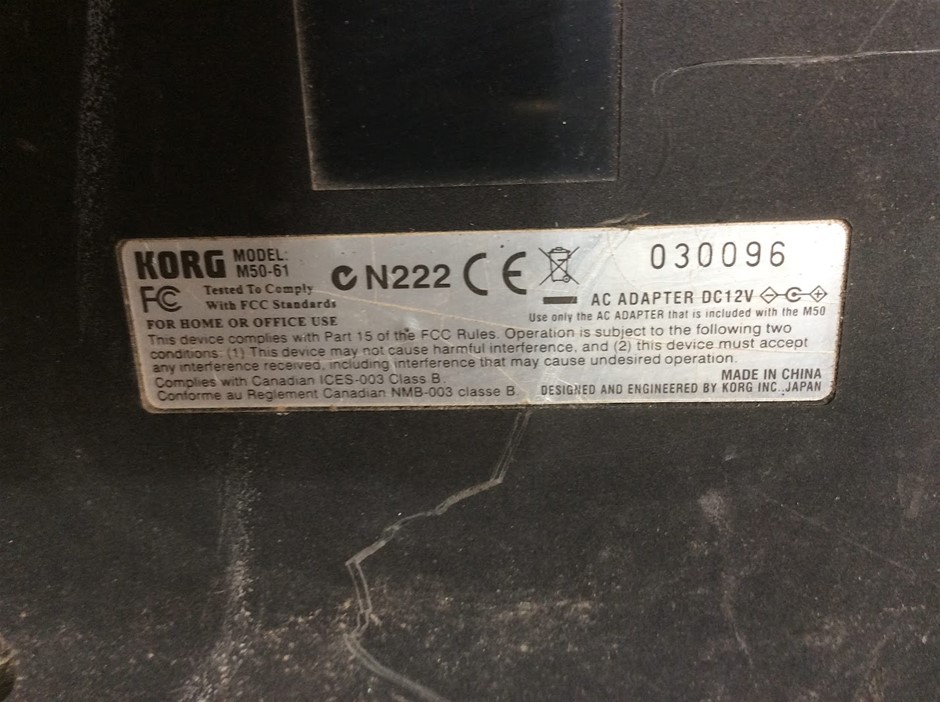 KORG MODEL: M50-61
N222 CE
030096
FC Tested To Comply
With FCC Standards
FOR HOME OR OFFICE USE
AC ADAPTER DC12V
Use only the AC ADAPTER that is included with the M50
This device complies with Part 15 of the FCC Rules. Operation is subject to the following two
conditions: (1) This device may not cause harmful interference, and (2) this device must accept
any interference received, including interference that may cause undesired operation.
Complies with Canadian ICES-003 Class B.
Conforme au Reglement Canadian NMB-003 classe B.
MADE IN CHINA
DESIGNED AND ENGINEERED BY KORG INC., JAPAN